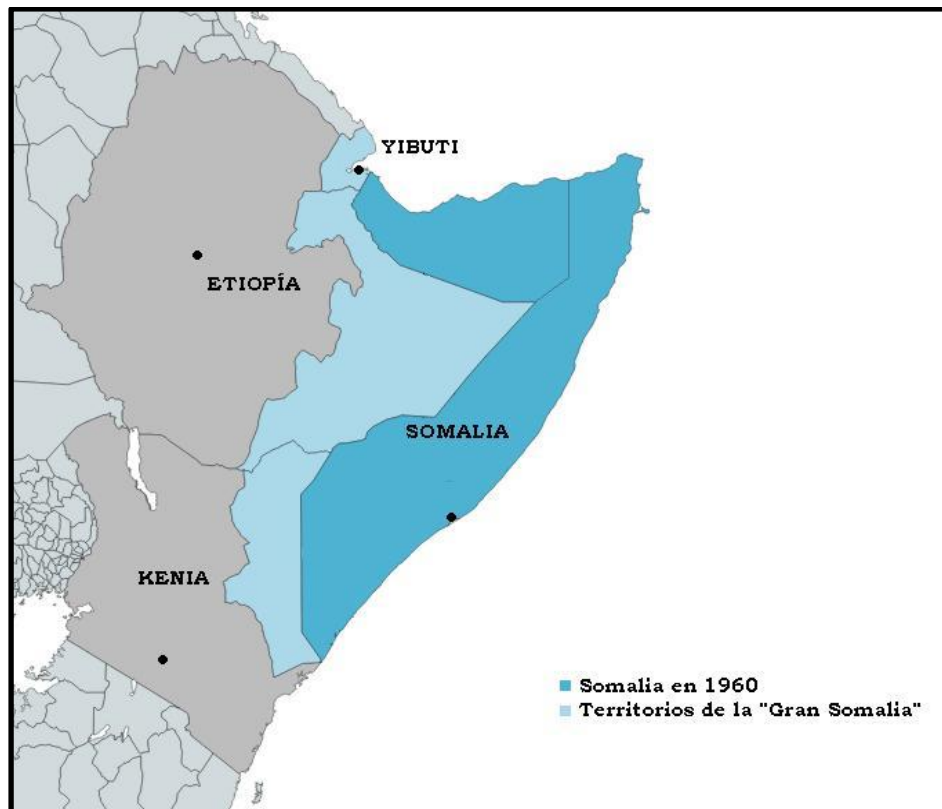 YIBUTI
ETIOPÍA
SOMALIA
KENIA
Somalia en 1960
Territorios de la "Gran Somalia"